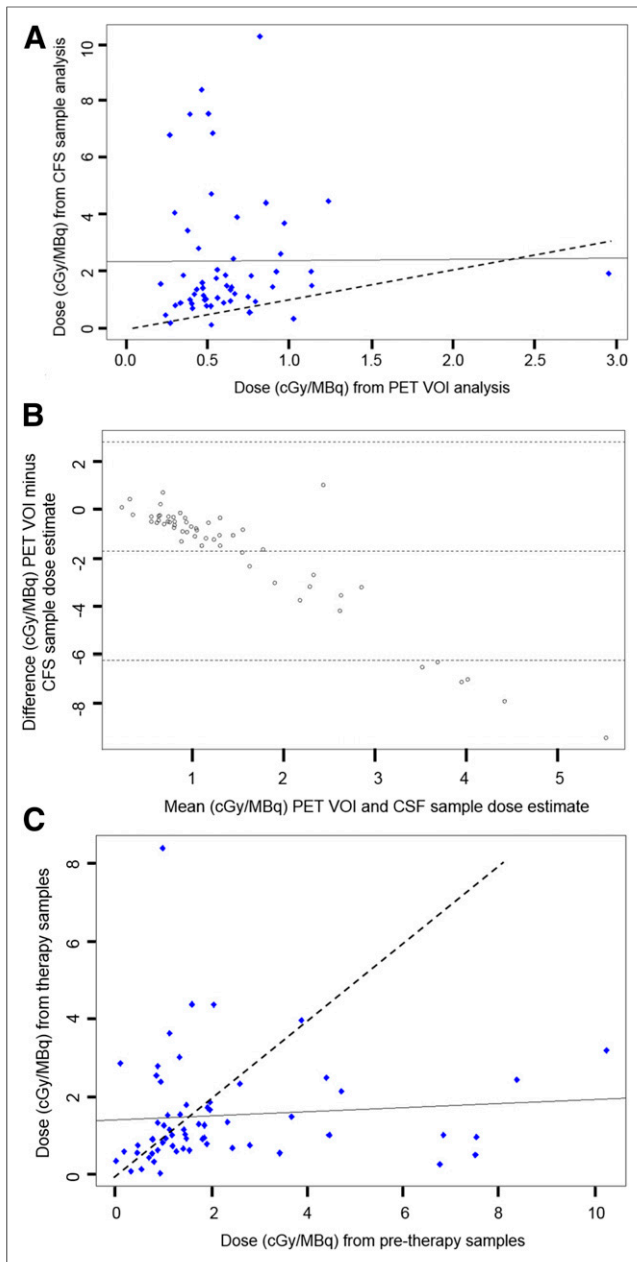 A
Dose (cGy/MBq) from CFS sample analysis
10
8
6
4
2
0
0.0 0.5 1.0 1.5 2.0 2.5 3.0
Dose (cGy/MBq) from PET VOI analysis
B
Difference (cGy/MBq) PET VOI minus
CFS sample dose estimate
2
0
-2
-4
-6
-8
1 2 3 4 5
Mean (cGy/MBq) PET VOI and CSF sample dose estimate
C
Dose (cGy/MBq) from therapy samples
8
6
4
2
0
0 2 4 6 8 10
Dose (cGy/MBq) from pre-therapy samples